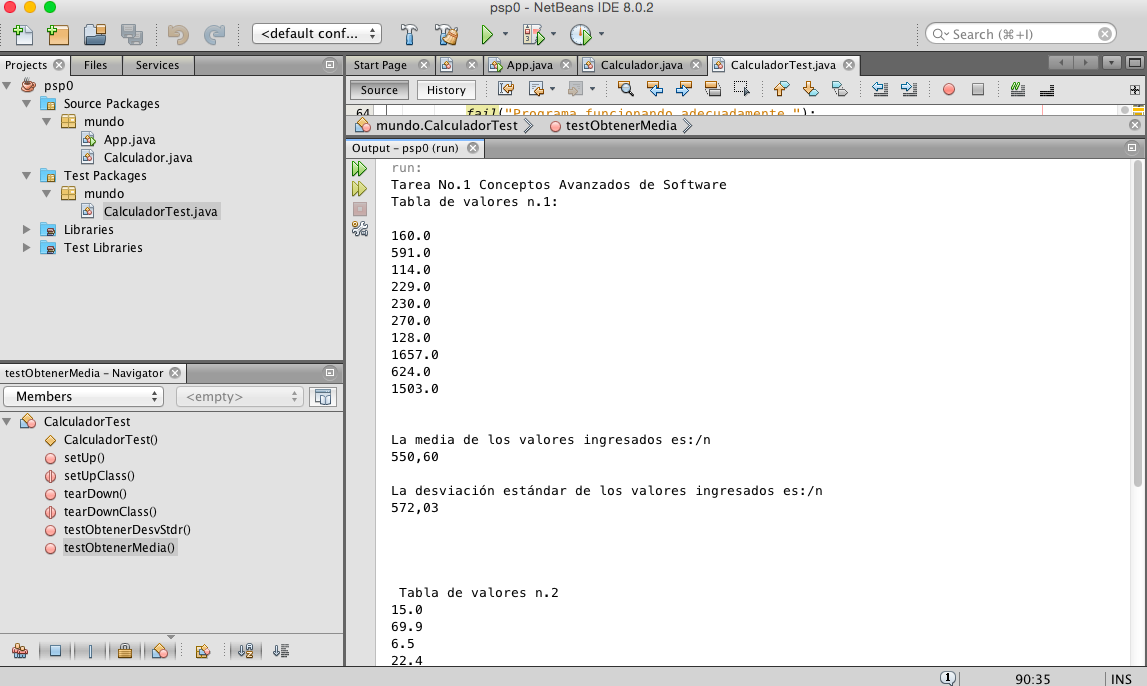 psp0 - NetBeans IDE 8.0.2
<default conf...
Search (⌘+I)
Projects Files Services
psp0
Source Packages
mundo
App.java
Calculador.java
Test Packages
mundo
CalculadorTest.java
Libraries
Test Libraries
testObtenerMedia - Navigator
Members <empty>
CalculadorTest
CalculadorTest()
setUp()
setUpClass()
tearDown()
tearDownClass()
testObtenerDesvStdr()
testObtenerMedia()
Start Page App.java Calculador.java CalculadorTest.java
Source History
64 fail("Programa funcionando adecuadamente.");
mundo.CalculadorTest testObtenerMedia
Output - psp0 (run)
run:
Tarea No.1 Conceptos Avanzados de Software
Tabla de valores n.1:
160.0
591.0
114.0
229.0
230.0
270.0
128.0
1657.0
624.0
1503.0
La media de los valores ingresados es:/n
550,60
La desviación estándar de los valores ingresados es:/n
572,03
Tabla de valores n.2
15.0
69.9
6.5
22.4
1 90:35 INS